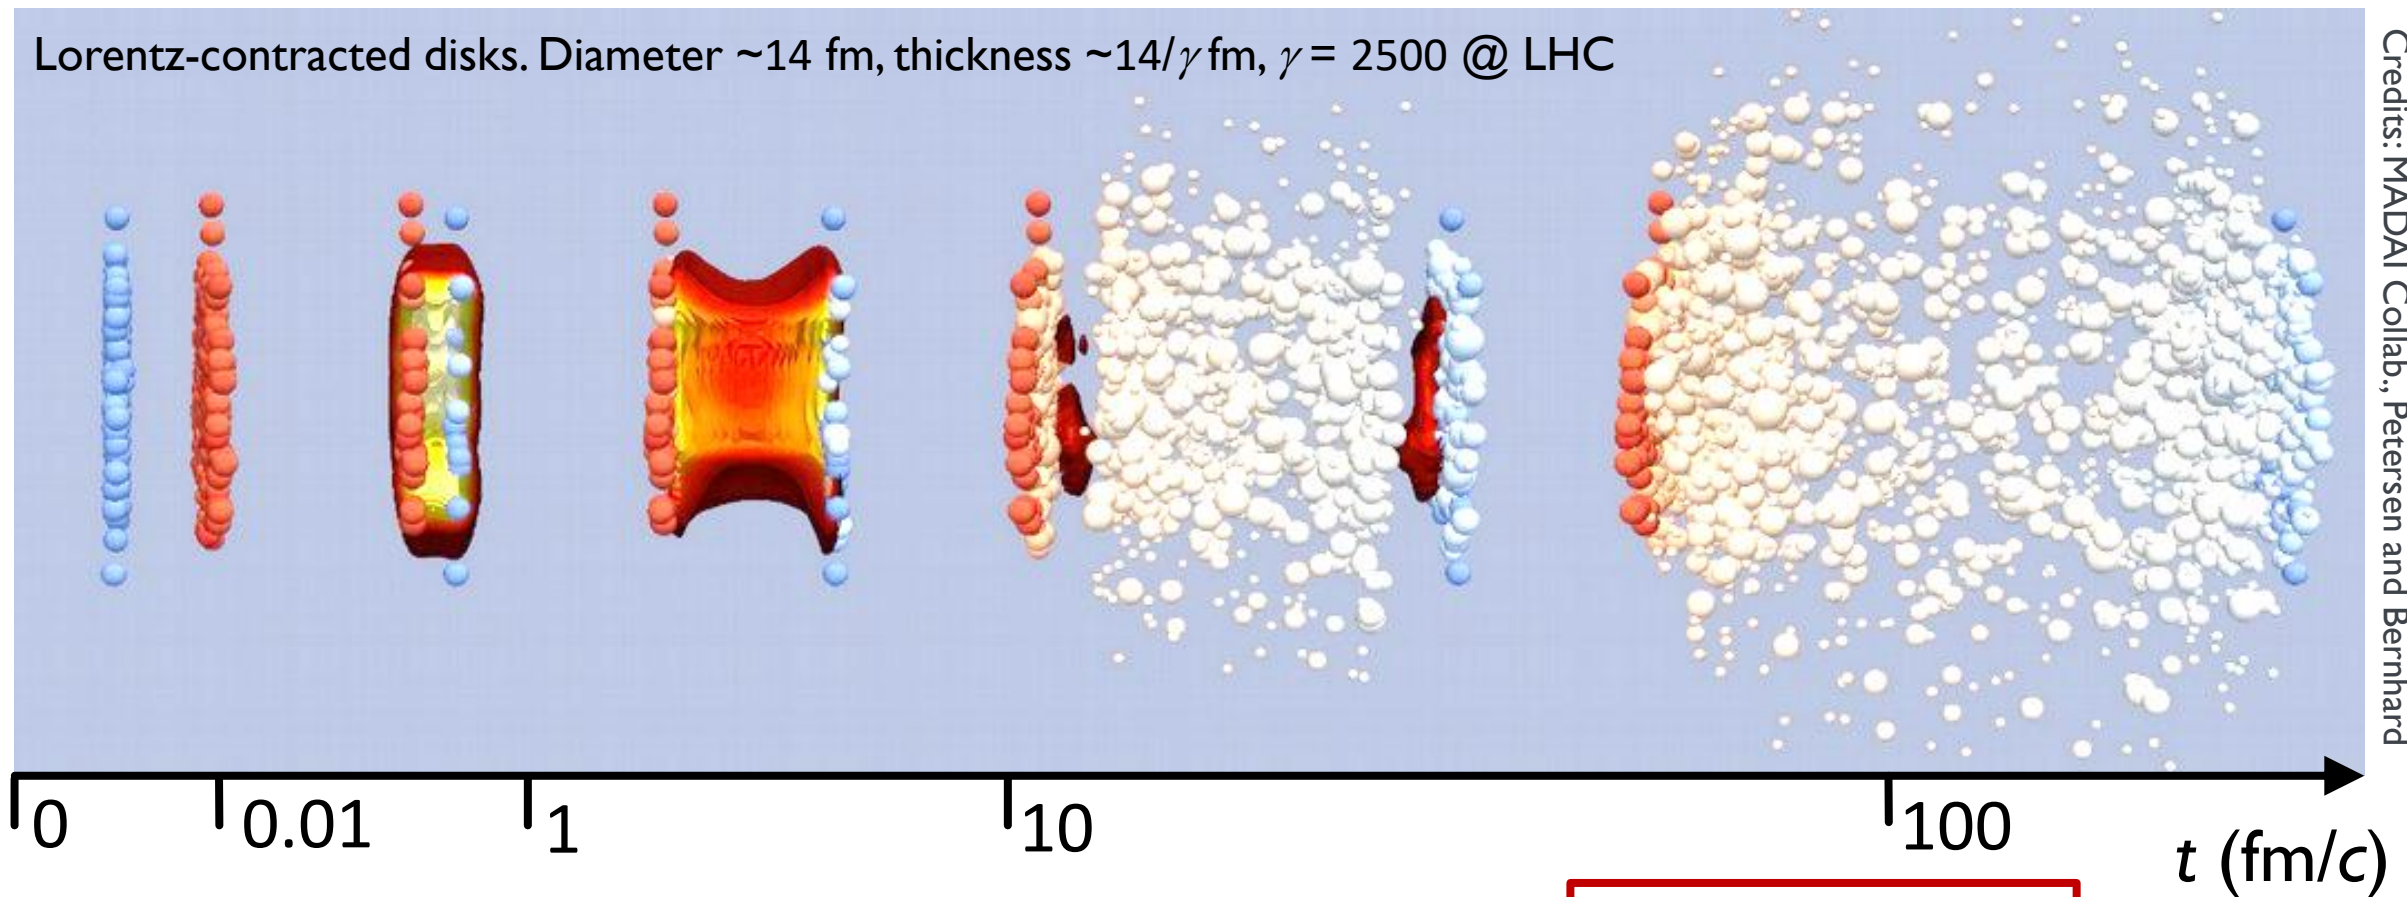 Lorentz-contracted disks. Diameter ~14 fm, thickness ~14/γ fm, γ = 2500 @ LHC
Credits: MADAI Collab., Petersen and Bernhard
0
0.01
1
10
100
t (fm/c)